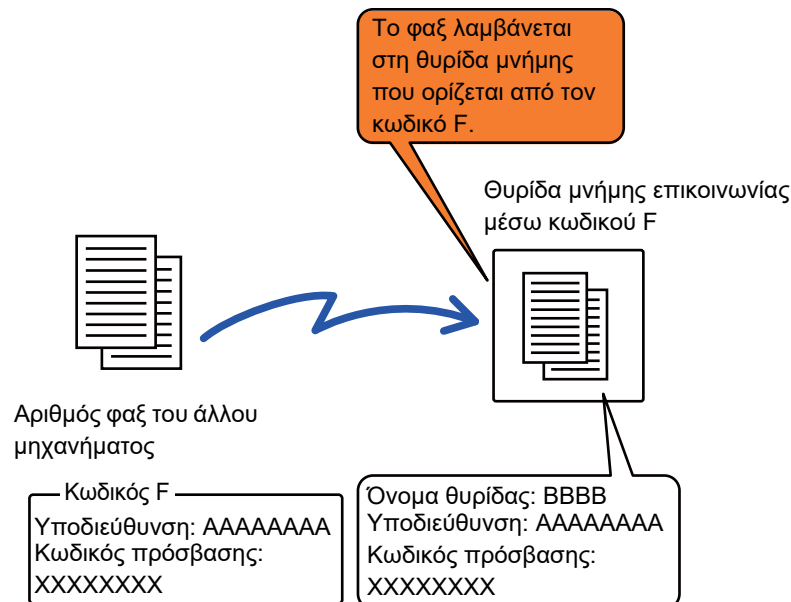 Το φαξ λαμβάνεται
στη θυρίδα μνήμης
που ορίζεται από τον
κωδικό F.
Θυρίδα μνήμης επικοινωνίας
μέσω κωδικού F
Αριθμός φαξ του άλλου
μηχανήματος
Κωδικός F
Υποδιεύθυνση: AAAAAAAA
Κωδικός πρόσβασης:
XXXXXXXX
Όνομα θυρίδας: BBBB
Υποδιεύθυνση: AAAAAAAA
Κωδικός πρόσβασης:
XXXXXXXX